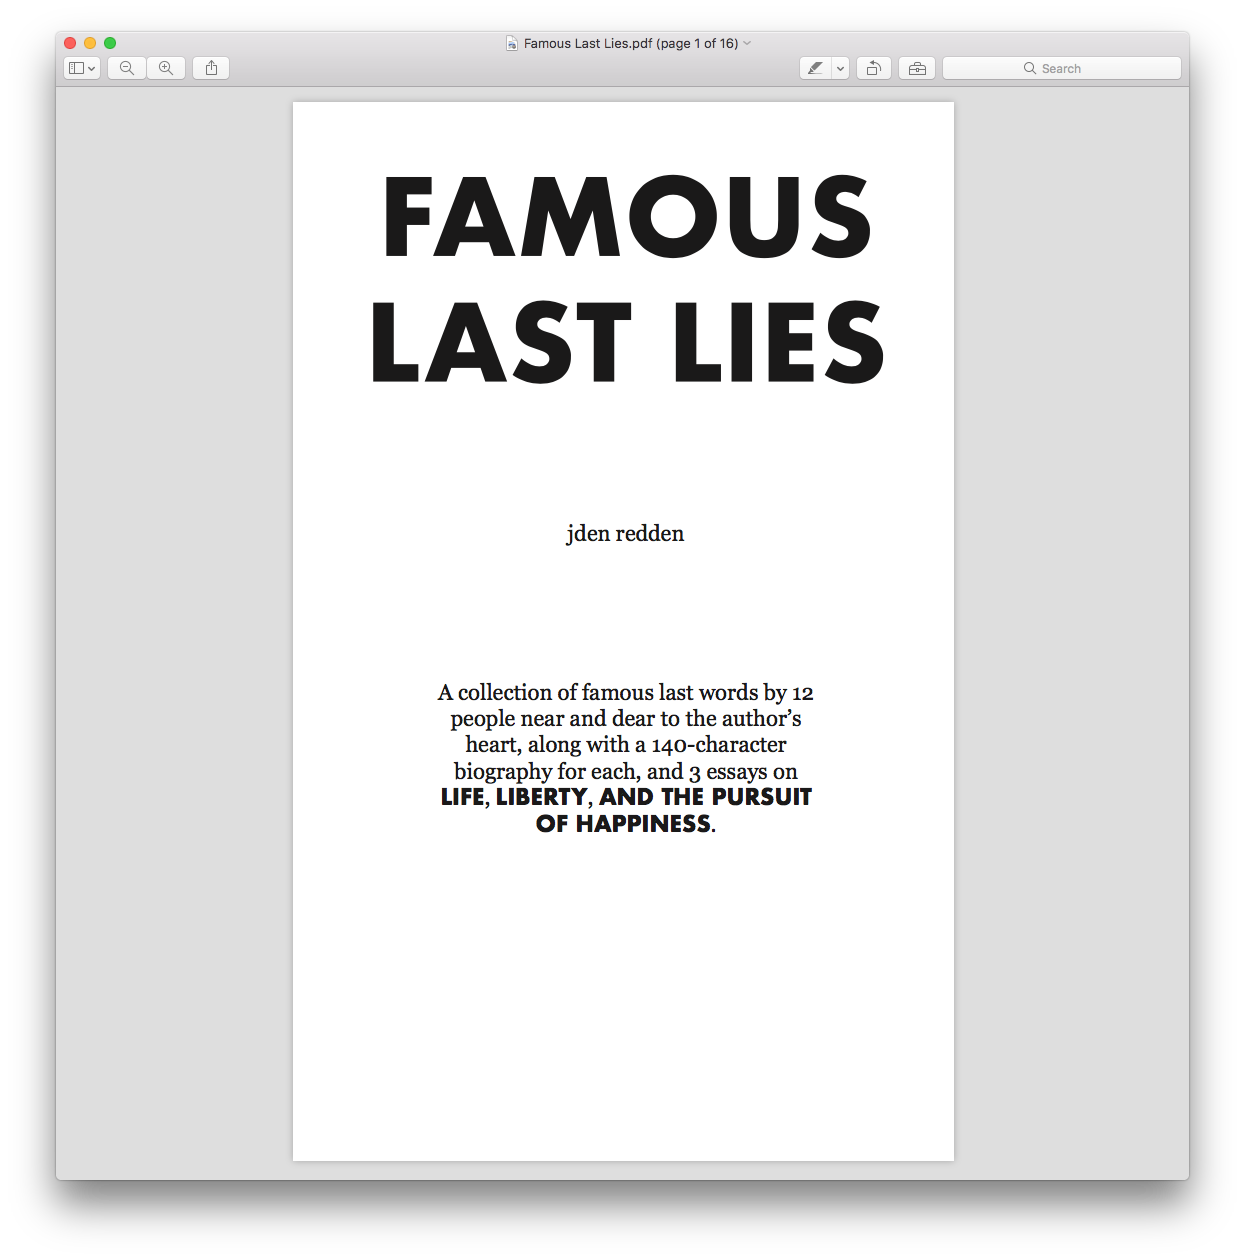 Famous Last Lies.pdf (page 1 of 16)
Search
FAMOUS
LAST LIES
jden redden
A collection of famous last words by 12
people near and dear to the author’s
heart, along with a 140-character
biography for each, and 3 essays on
LIFE, LIBERTY, AND THE PURSUIT
OF HAPPINESS.